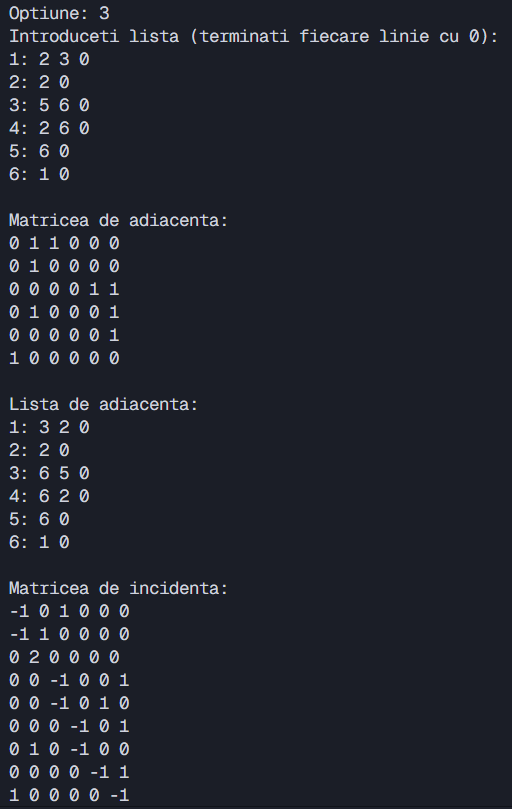 Optiune: 3
Introduceti lista (terminati fiecare linie cu 0):
1: 2 3 0
2: 2 0
3: 5 6 0
4: 2 6 0
5: 6 0
6: 1 0
Matricea de adiacenta:
0 1 1 0 0 0
0 1 0 0 0 0
0 0 0 0 1 1
0 1 0 0 0 1
0 0 0 0 0 1
1 0 0 0 0 0
Lista de adiacenta:
1: 3 2 0
2: 2 0
3: 6 5 0
4: 6 2 0
5: 6 0
6: 1 0
Matricea de incidenta:
-1 0 1 0 0 0
-1 1 0 0 0 0
0 2 0 0 0 0
0 0 -1 0 0 1
0 0 -1 0 1 0
0 0 0 -1 0 1
0 1 0 -1 0 0
0 0 0 0 -1 1
1 0 0 0 0 -1